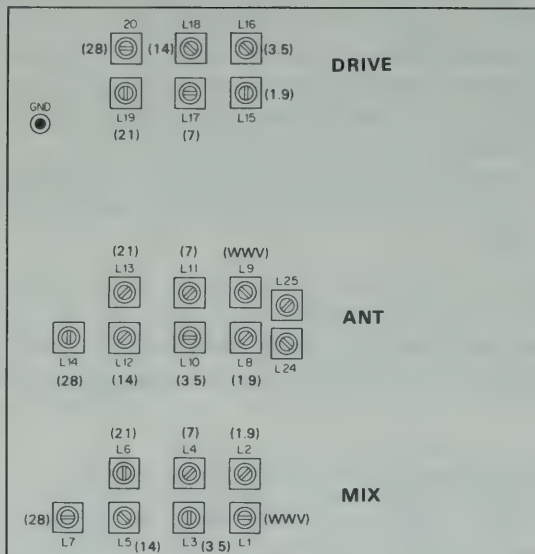 20 L18 L16
(28) (14) (3.5)
DRIVE
(1.9)
GND
L19 L17 L15
(21) (7)
(21) (7) (WWV)
L13 L11 L9
L25
ANT
L14 L12 L10 L8 L24
(28) (14) (3 5) (1 9)
(21) (7) (1.9)
L6 L4 L2
MIX
(28) (WWV)
L7 L5 (14) L3 (3 5) L1